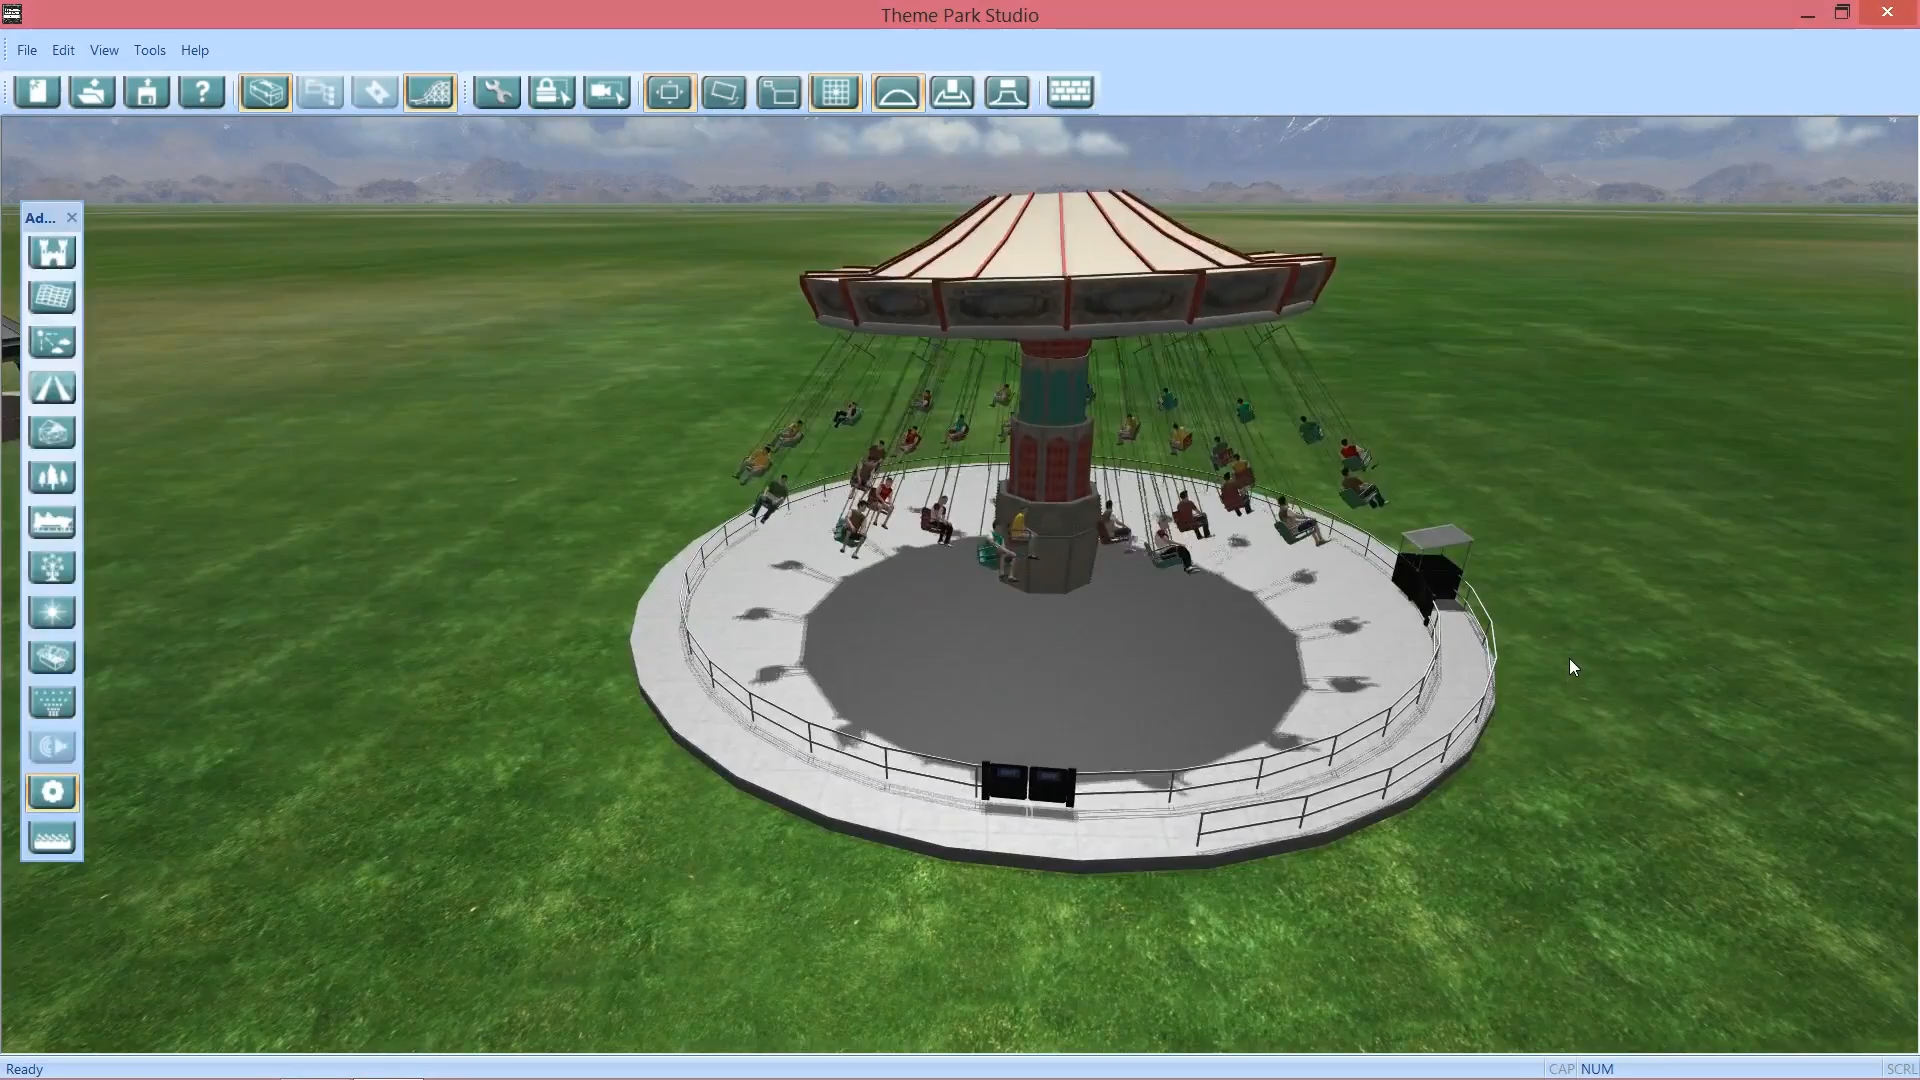 Theme Park Studio
File Edit View Tools Help
Ad...
Ready
CAP NUM SCRL